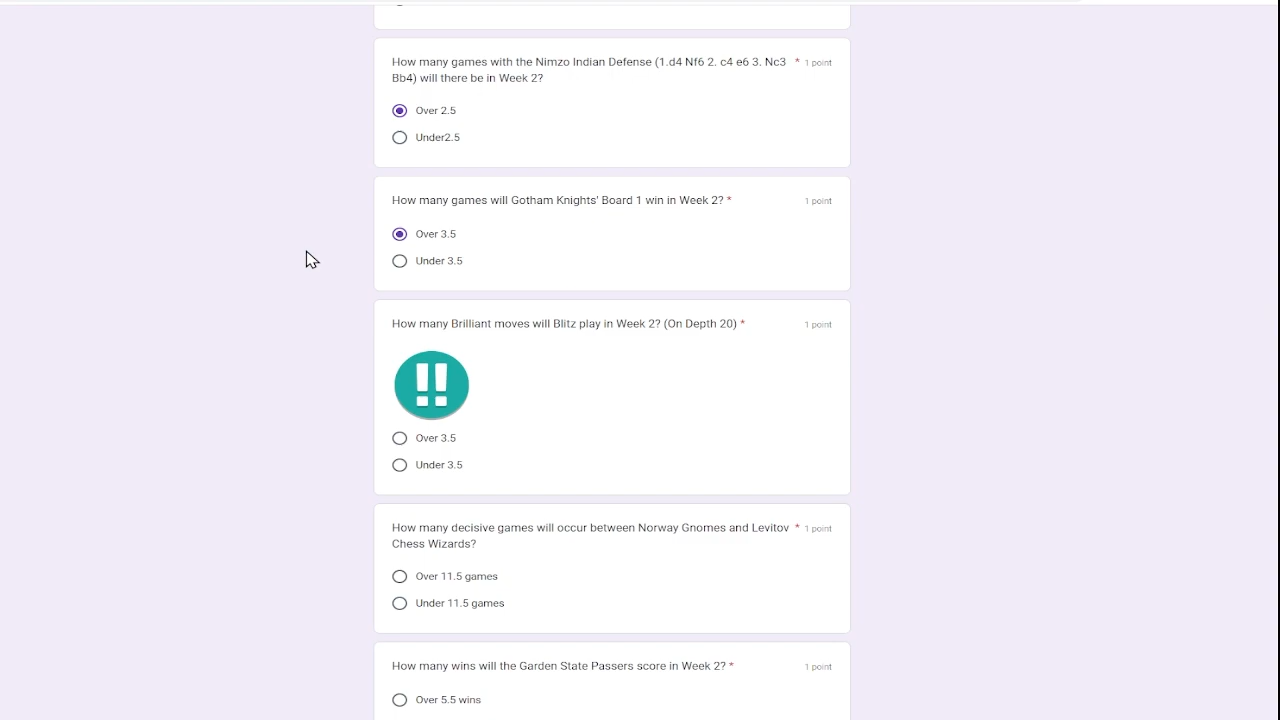 How many games with the Nimzo Indian Defense (1.d4 Nf6 2. c4 e6 3. Nc3 * 1 point
Bb4) will there be in Week 2?
Over 2.5
Under2.5
How many games will Gotham Knights' Board 1 win in Week 2? * 1 point
Over 3.5
Under 3.5
How many Brilliant moves will Blitz play in Week 2? (On Depth 20) * 1 point
!!
Over 3.5
Under 3.5
How many decisive games will occur between Norway Gnomes and Levitov * 1 point
Chess Wizards?
Over 11.5 games
Under 11.5 games
How many wins will the Garden State Passers score in Week 2? * 1 point
Over 5.5 wins